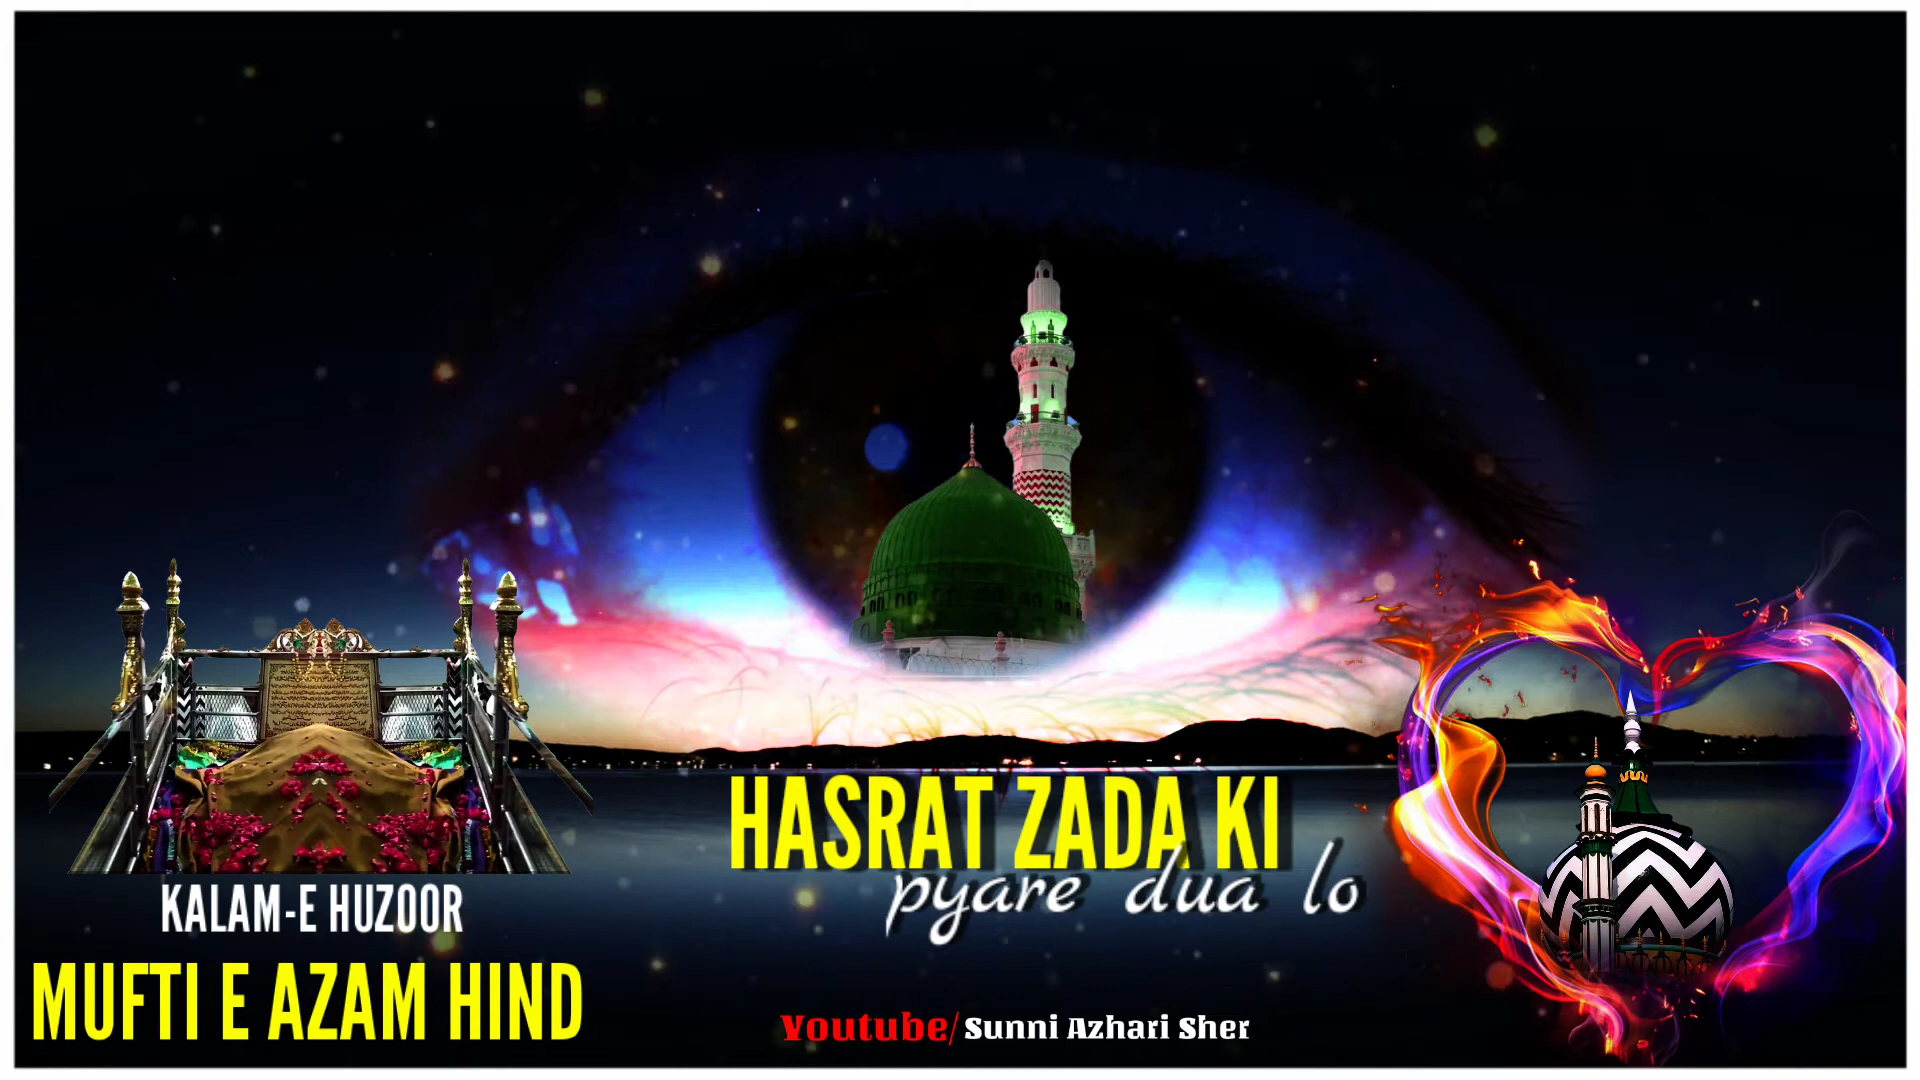 HASRAT ZADA KI
pyare dua lo
KALAM-E HUZOOR
MUFTI E AZAM HIND
Youtube/ Sunni Azhari Sher